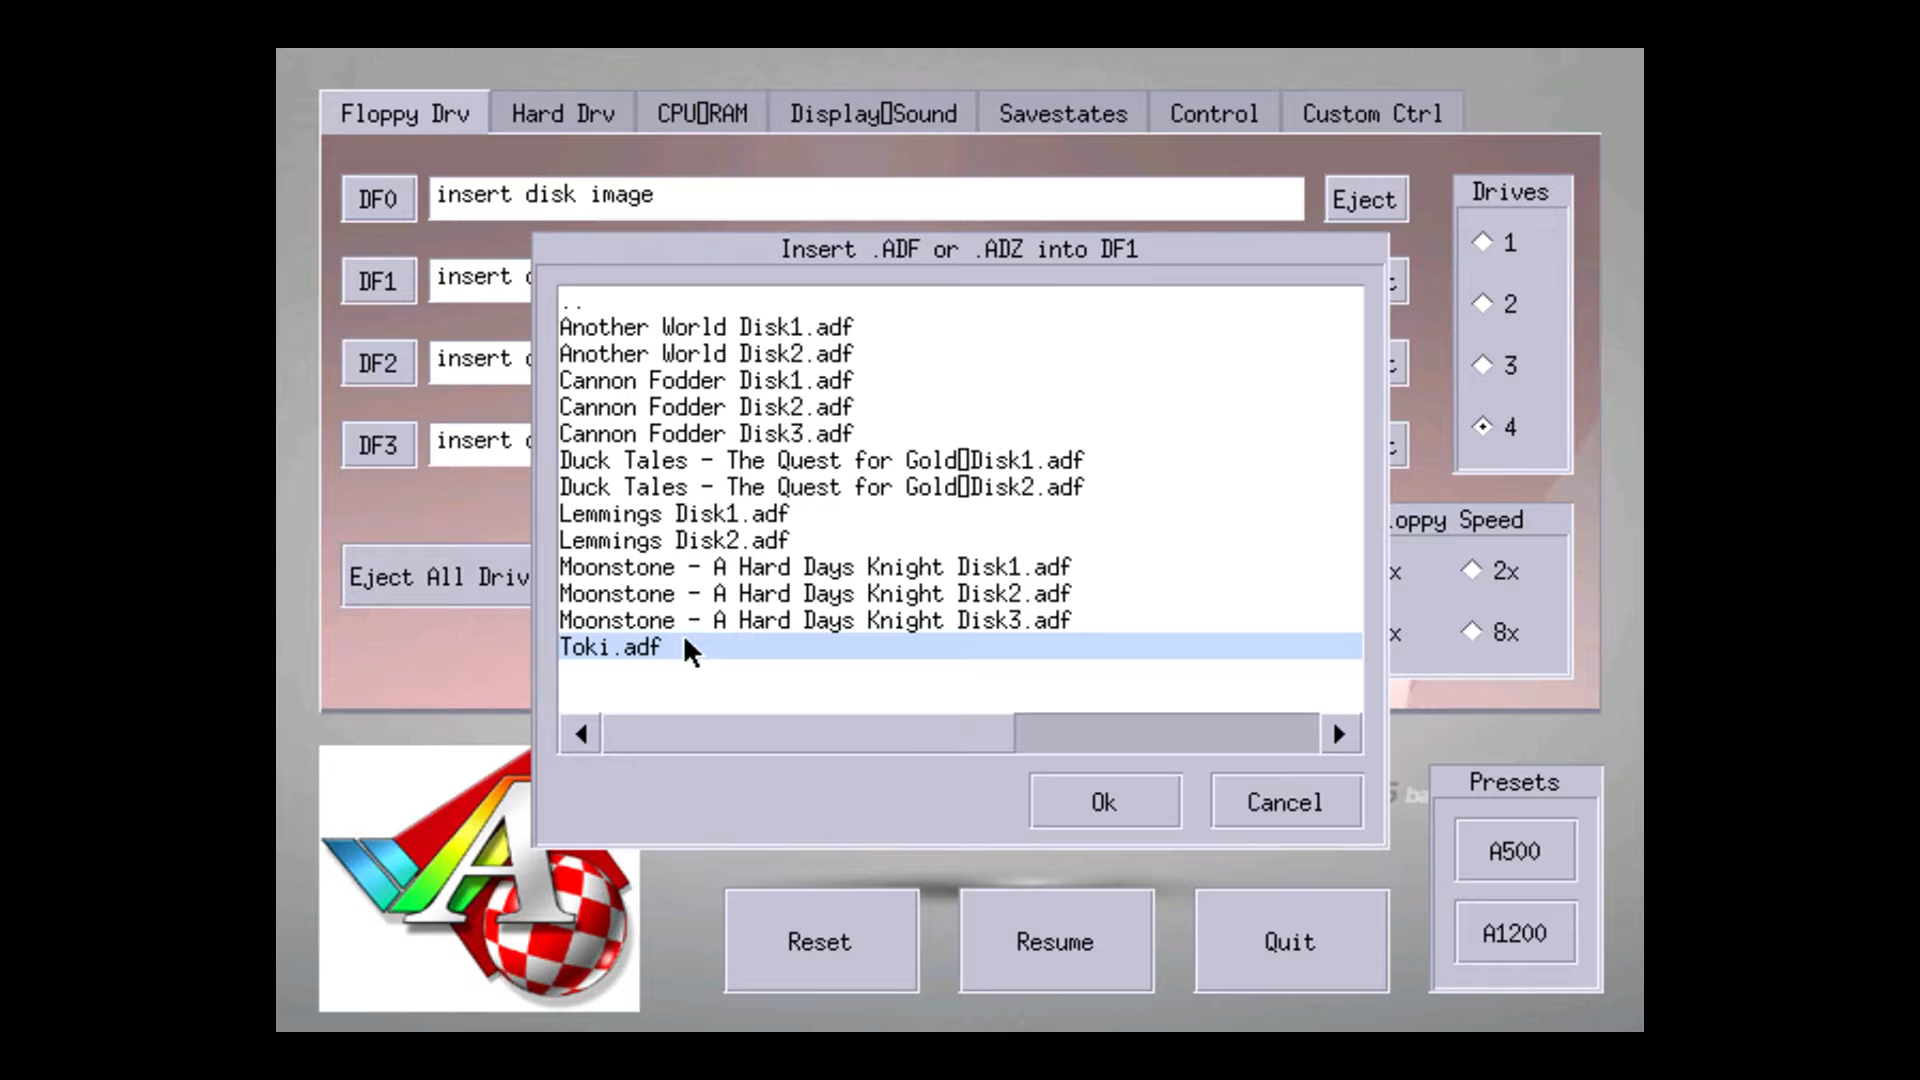 Floppy Drv Hard Drv CPU▯RAM Display▯Sound Savestates Control Custom Ctrl
DF0 insert disk image Eject
Drives
1
2
3
4
DF1 insert
DF2 insert
DF3 insert
Eject All Driv
Insert .ADF or .ADZ into DF1
..
Another World Disk1.adf
Another World Disk2.adf
Cannon Fodder Disk1.adf
Cannon Fodder Disk2.adf
Cannon Fodder Disk3.adf
Duck Tales - The Quest for Gold▯Disk1.adf
Duck Tales - The Quest for Gold▯Disk2.adf
Lemmings Disk1.adf
Lemmings Disk2.adf
Moonstone - A Hard Days Knight Disk1.adf
Moonstone - A Hard Days Knight Disk2.adf
Moonstone - A Hard Days Knight Disk3.adf
Toki.adf
Ok Cancel
loppy Speed
x 2x
x 8x
Presets
A500
A1200
Reset Resume Quit